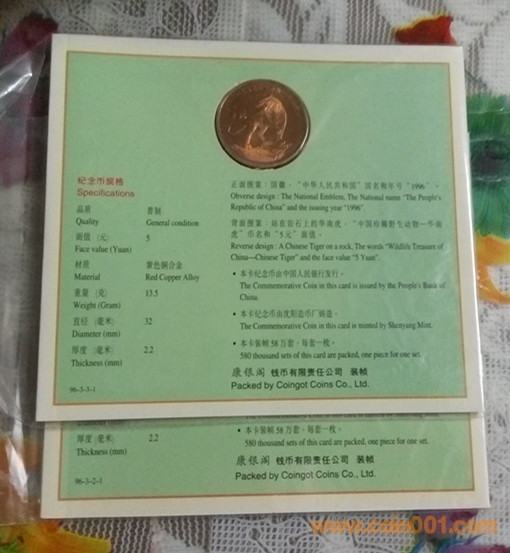 纪念币规格
Specifications
品质 普制
Quality General condition
面值 (元) 5
Face value (Yuan)
材质 紫色铜合金
Material Red Copper Alloy
重量 (克) 13.5
Weight (Gram)
直径 (毫米) 32
Diameter (mm)
厚度 (毫米) 2.2
Thickness (mm)
96-3-3-1
正面图案：国徽、“中华人民共和国”国名和年号“1996”。
Obverse design : The National Emblem, The National name "The People's
Republic of China" and the issuing year "1996"
背面图案：站在岩石上的华南虎、“中国珍稀野生动物—华南
虎”币名和“5元”面值。
Reverse design : A Chinese Tiger on a rock, The words "Wildlife Treasure of
China—Chinese Tiger" and the face value "5 Yuan".
• 本卡纪念币由中国人民银行发行。
The Commemorative Coin in this card is issued by the People's Bank of
China.
• 本卡纪念币由沈阳造币厂铸造。
The Commemorative Coin in this card is minted by Shenyang Mint.
• 本卡装帧58万套，每套一枚。
580 thousand sets of this card are packed, one piece for one set.
康银阁 钱币有限责任公司 装帧
Packed by Coingot Coins Co., Ltd.
厚度 (毫米) 2.2
Thickness (mm)
96-3-2-1
• 本卡装帧58万套，每套一枚。
580 thousand sets of this card are packed, one piece for one set.
康银阁 钱币有限责任公司 装帧
Packed by Coingot Coins Co., Ltd.
www.coin001.com